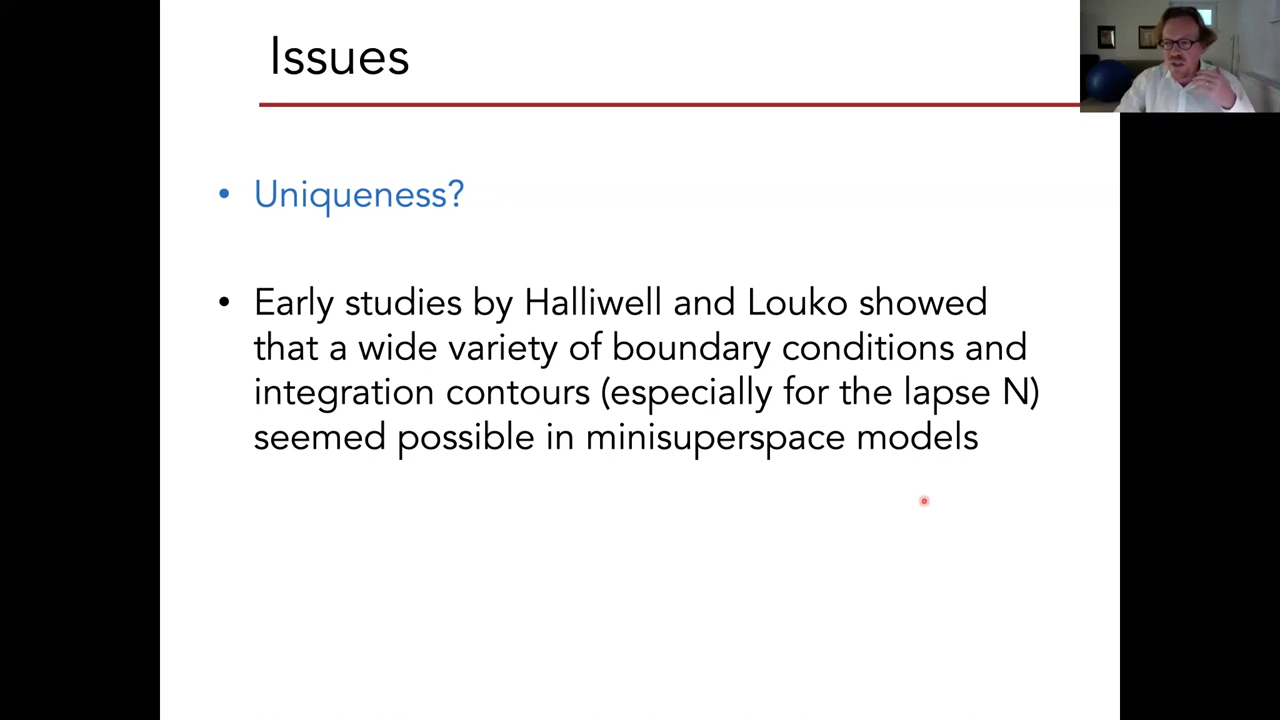 Issues
• Uniqueness?
• Early studies by Halliwell and Louko showed
that a wide variety of boundary conditions and
integration contours (especially for the lapse N)
seemed possible in minisuperspace models